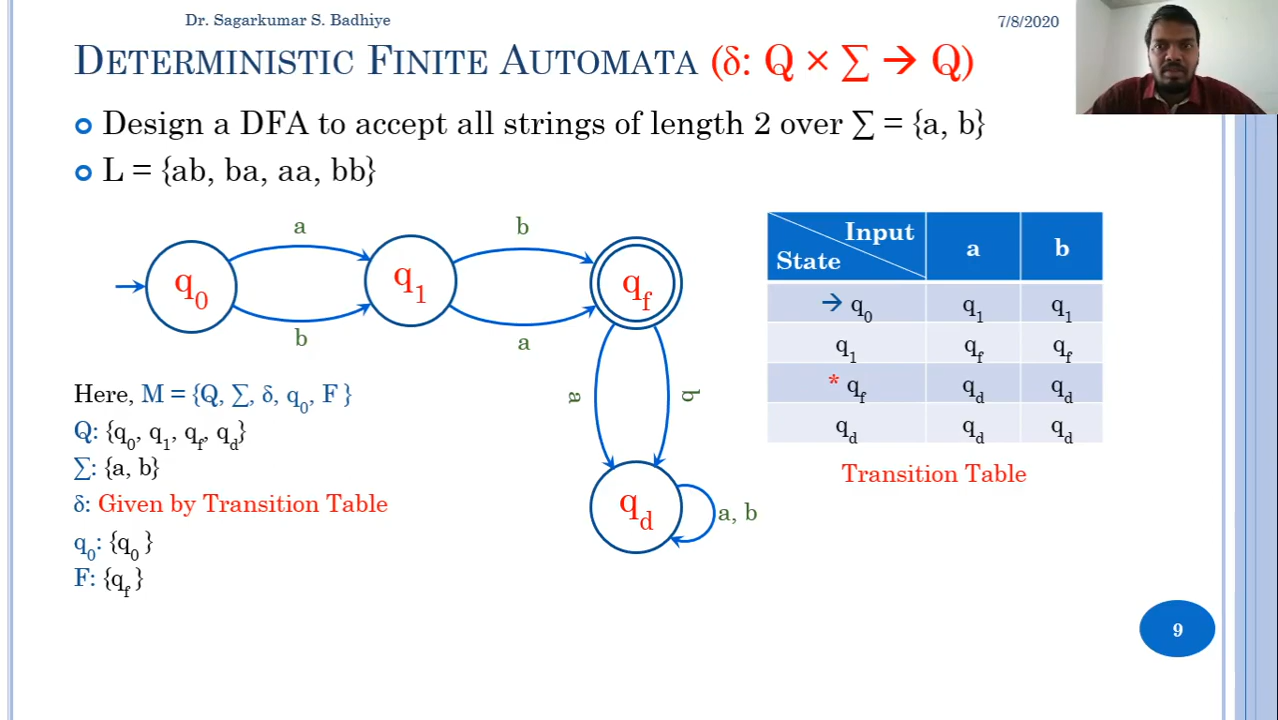 Dr. Sagarkumar S. Badhiye
7/8/2020
DETERMINISTIC FINITE AUTOMATA (δ: Q × ∑ → Q)
Design a DFA to accept all strings of length 2 over ∑ = {a, b}
L = {ab, ba, aa, bb}
a
b
q0
q1
qf
b
a
a
b
qd
a, b
Here, M = {Q, ∑, δ, q0, F }
Q: {q0, q1, qf, qd}
∑: {a, b}
δ: Given by Transition Table
q0: {q0 }
F: {qf }
Input
State
a
b
→ q0 q1 q1
q1 qf qf
* qf qd qd
qd qd qd
Transition Table
9